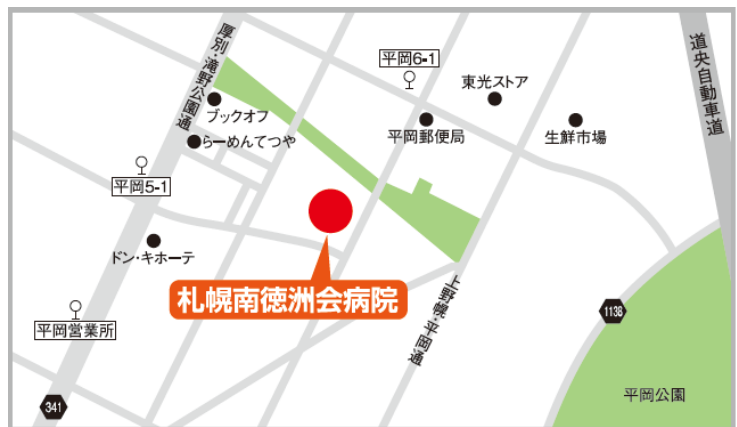 厚別・滝野公園通
平岡6-1
道央自動車道
東光ストア
ブックオフ
平岡郵便局
生鮮市場
らーめんてつや
平岡5-1
ドン・キホーテ
札幌南徳洲会病院
上野幌・平岡通
平岡営業所
1138
平岡公園
341